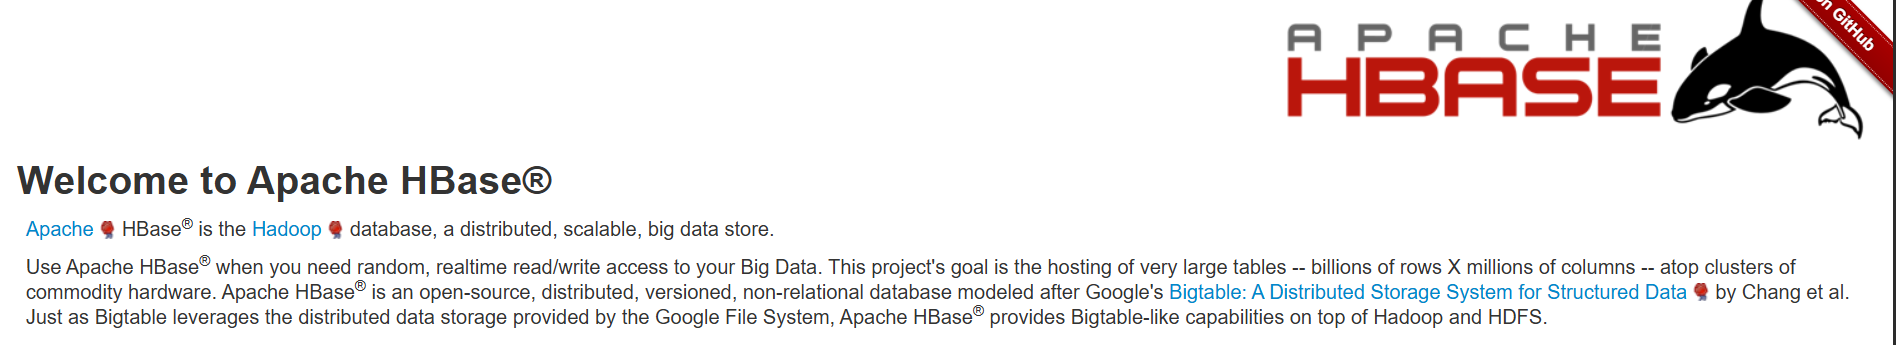 on GitHub
APACHE
HBASE
Welcome to Apache HBase®
Apache HBase® is the Hadoop database, a distributed, scalable, big data store.
Use Apache HBase® when you need random, realtime read/write access to your Big Data. This project's goal is the hosting of very large tables -- billions of rows X millions of columns -- atop clusters of
commodity hardware. Apache HBase® is an open-source, distributed, versioned, non-relational database modeled after Google's Bigtable: A Distributed Storage System for Structured Data by Chang et al.
Just as Bigtable leverages the distributed data storage provided by the Google File System, Apache HBase® provides Bigtable-like capabilities on top of Hadoop and HDFS.